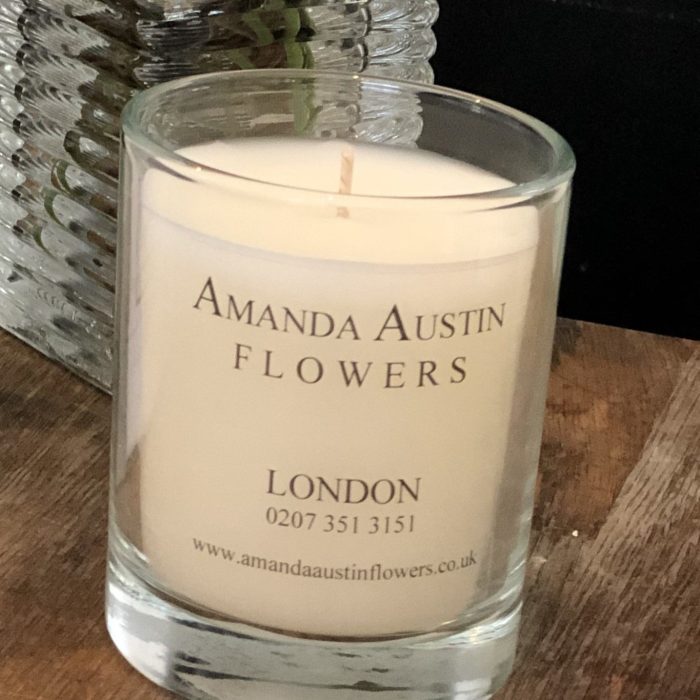 AMANDA AUSTIN
FLOWERS
LONDON
0207 351 3151
www.amandaaustinflowers.co.uk